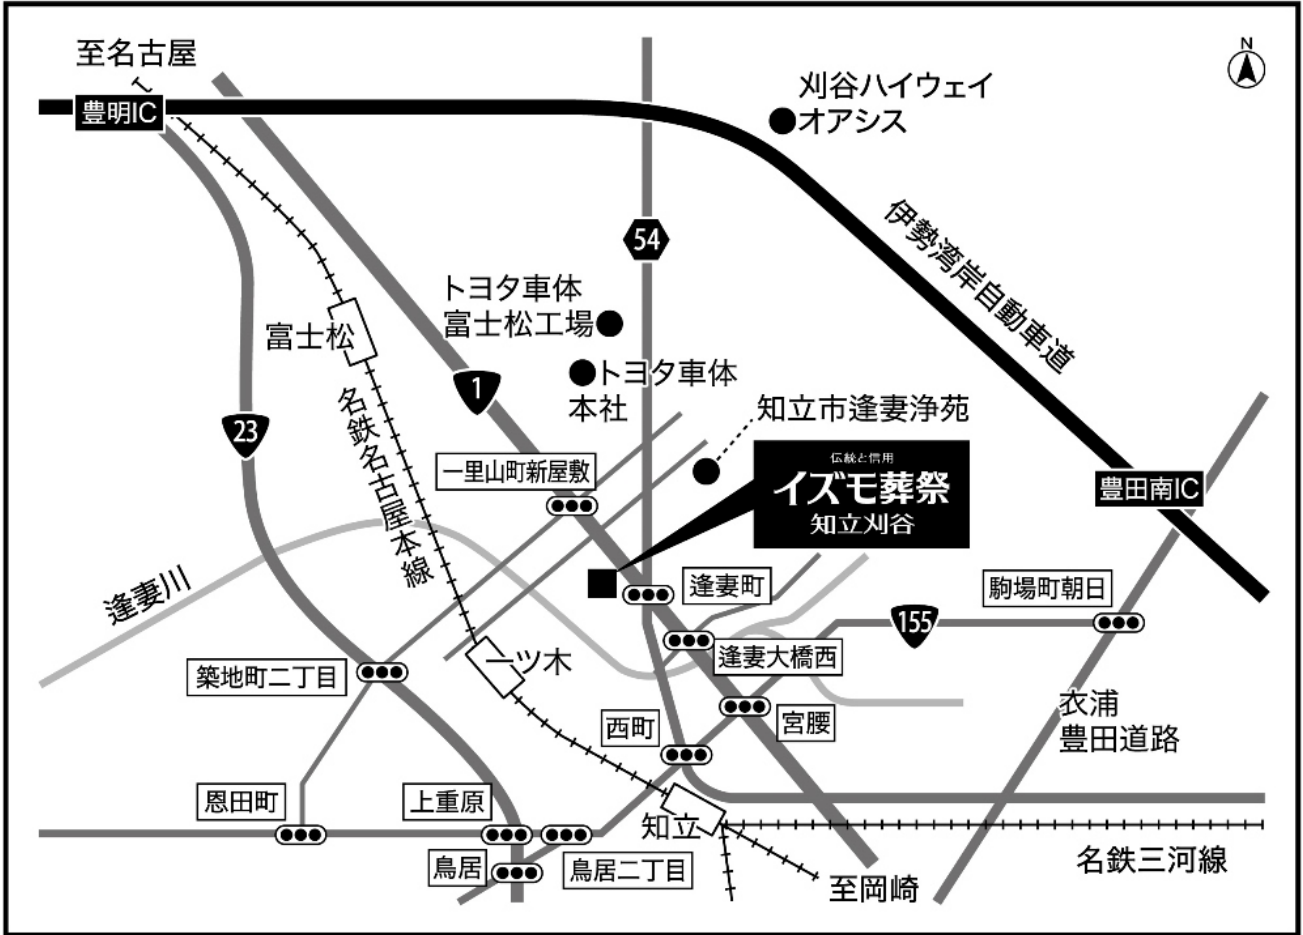 至名古屋
N
豊明IC
刈谷ハイウェイ
オアシス
伊勢湾岸自動車道
54
トヨタ車体
富士松工場
富士松
トヨタ車体
本社
1
知立市逢妻浄苑
名鉄名古屋本線
23
伝統と信用
イズモ葬祭
知立刈谷
一里山町新屋敷
豊田南IC
逢妻川
逢妻町
駒場町朝日
155
逢妻大橋西
築地町二丁目
一ツ木
西町
宮腰
衣浦
豊田道路
恩田町
上重原
知立
鳥居
鳥居二丁目
名鉄三河線
至岡崎